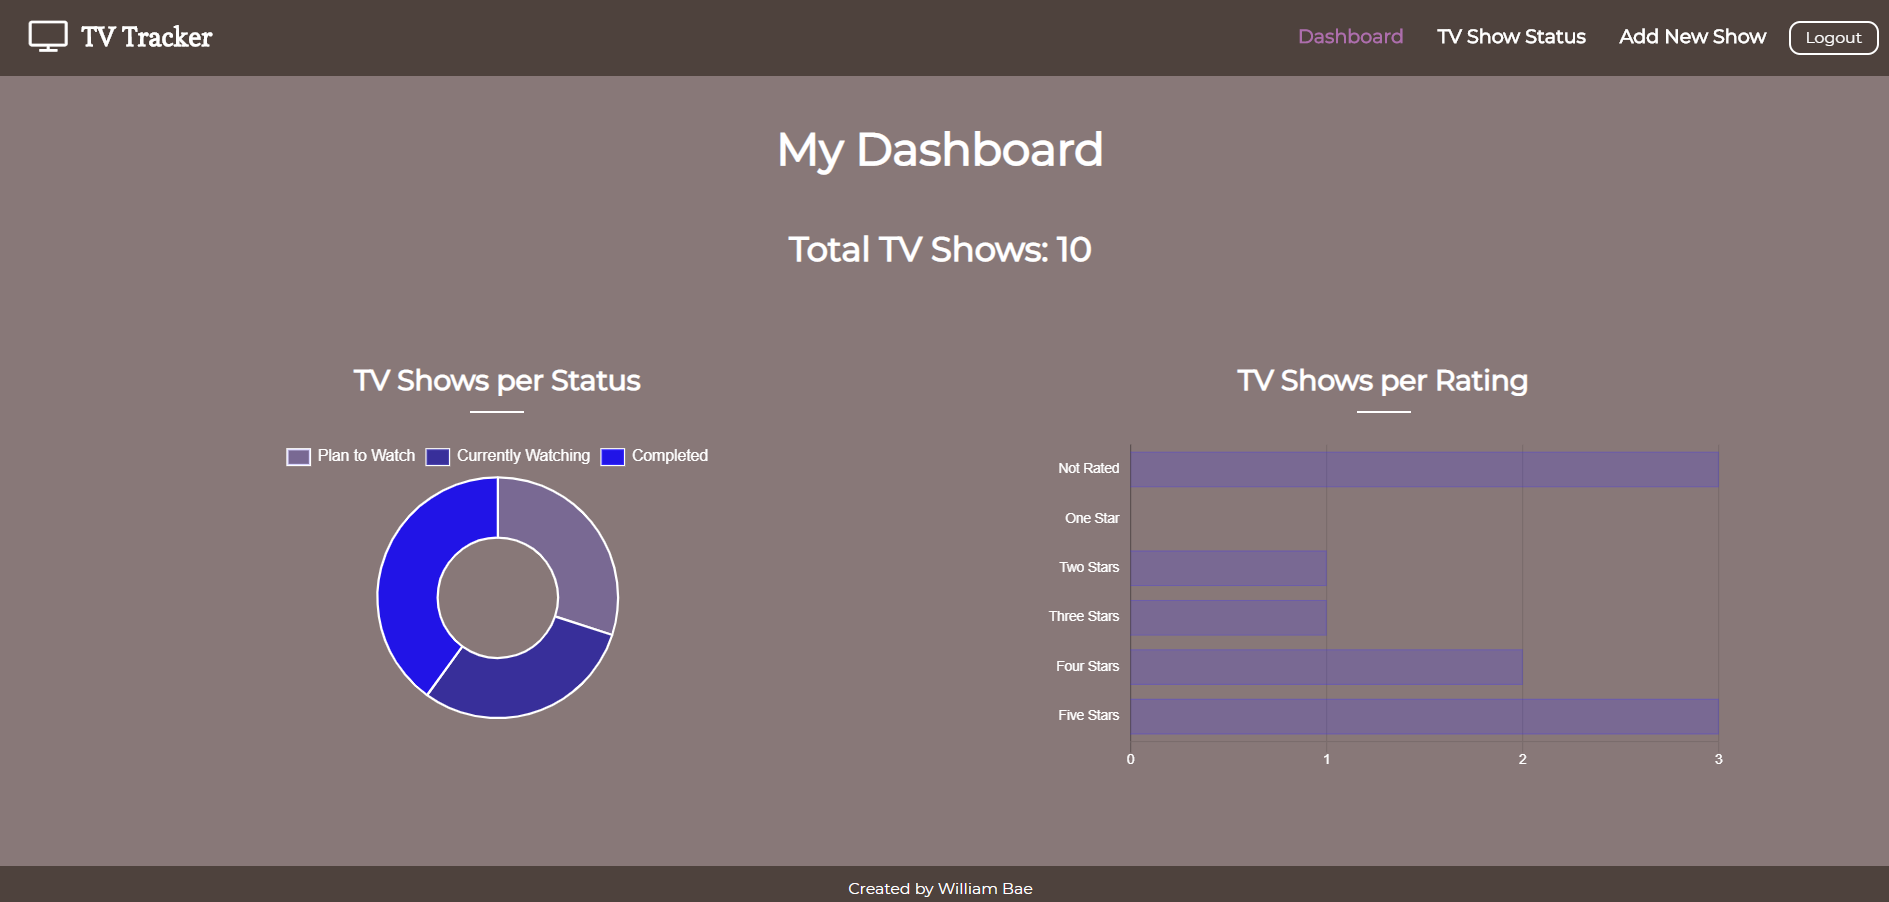 TV Tracker
Dashboard TV Show Status Add New Show Logout
My Dashboard
Total TV Shows: 10
TV Shows per Status
Plan to Watch Currently Watching Completed
TV Shows per Rating
Not Rated
One Star
Two Stars
Three Stars
Four Stars
Five Stars
0 1 2 3
Created by William Bae